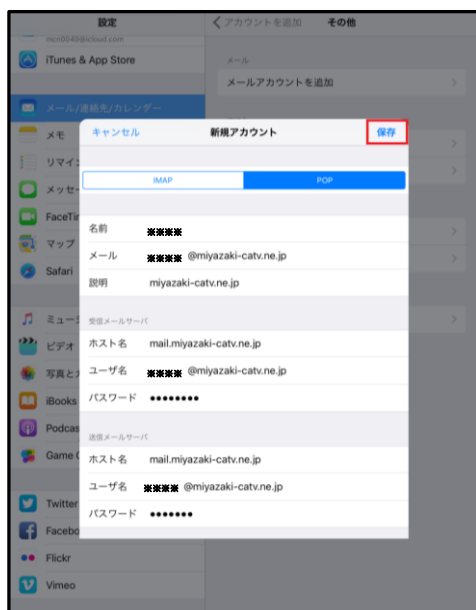 設定
アカウントを追加 その他
mcn0049@icloud.com
iTunes & App Store
メール
メールアカウントを追加
メール/連絡先/カレンダー
メモ
キャンセル 新規アカウント 保存
リマイ
メッセ
IMAP POP
FaceTi
名前 ※※※※
マップ
メール ※※※※ @miyazaki-catv.ne.jp
Safari
説明 miyazaki-catv.ne.jp
ミュー
受信メールサーバ
ビデオ
ホスト名 mail.miyazaki-catv.ne.jp
写真と
ユーザ名 ※※※※ @miyazaki-catv.ne.jp
iBooks
パスワード ●●●●●●●●
Podcas
送信メールサーバ
Game
ホスト名 mail.miyazaki-catv.ne.jp
ユーザ名 ※※※※ @miyazaki-catv.ne.jp
Twitter
パスワード ●●●●●●●
Facebo
Flickr
Vimeo